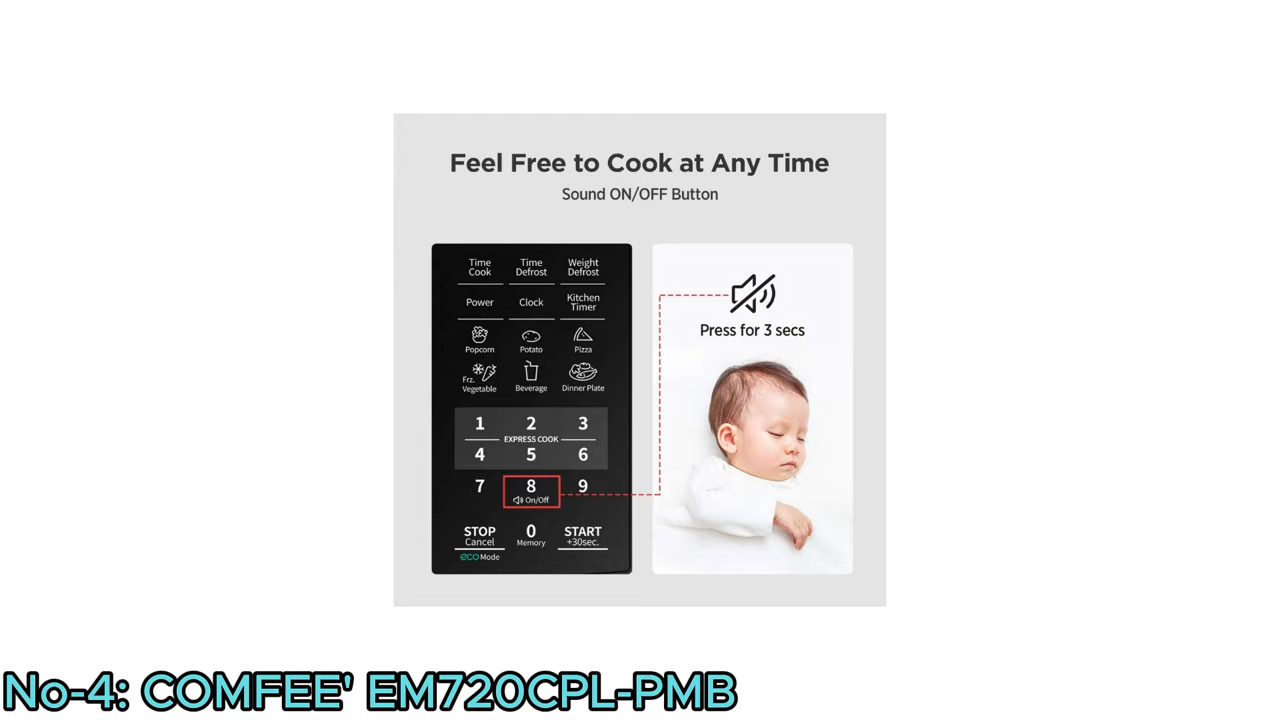 Feel Free to Cook at Any Time
Sound ON/OFF Button
Time Cook
Time Defrost
Weight Defrost
Power
Clock
Kitchen Timer
Popcorn
Potato
Pizza
Frz. Vegetable
Beverage
Dinner Plate
1 2 3
EXPRESS COOK
4 5 6
7 8 9
On/Off
STOP
Cancel
eco Mode
0
Memory
START
+30sec.
Press for 3 secs
No-4: COMFEE' EM720CPL-PMB